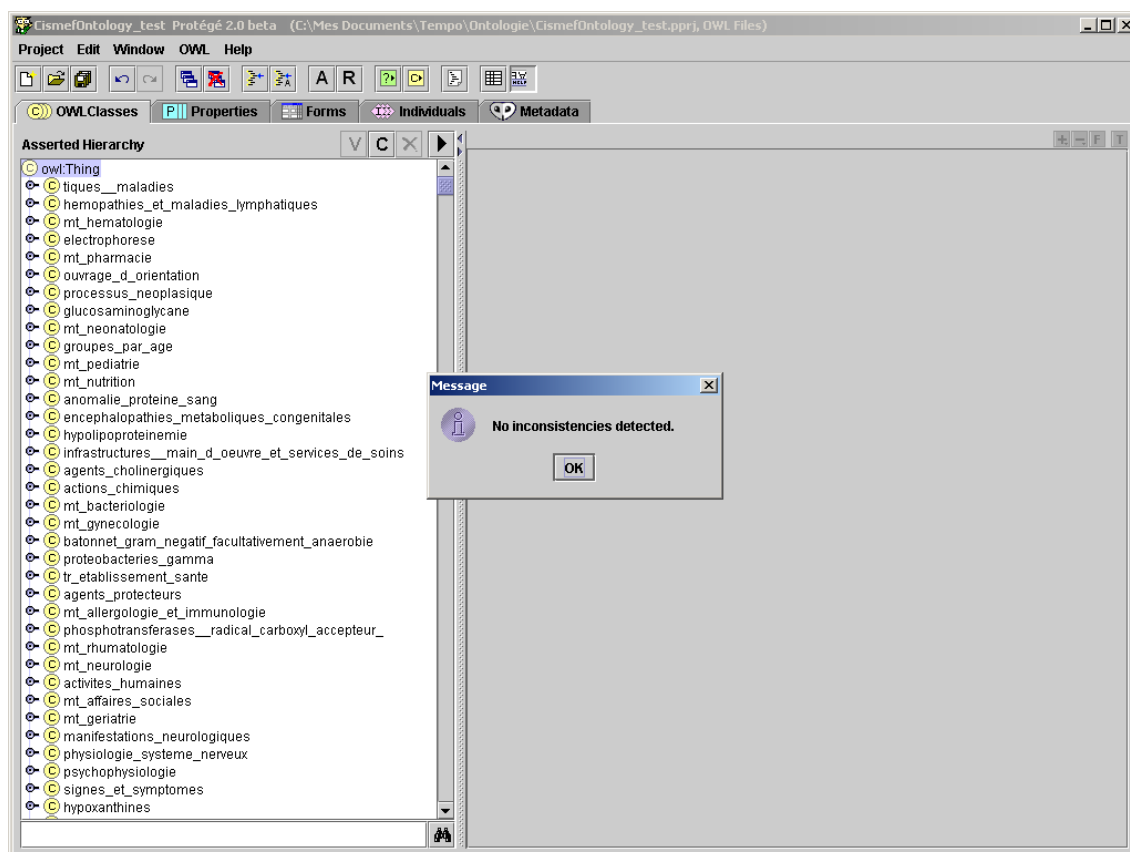 CismefOntology_test Protégé 2.0 beta (C:\Mes Documents\Tempo\Ontologie\CismefOntology_test.pprj, OWL Files)
Project Edit Window OWL Help
A R
OWLClasses Properties Forms Individuals Metadata
Asserted Hierarchy V C
F T
C owl:Thing
C tiques__maladies
C hemopathies_et_maladies_lymphatiques
C mt_hematologie
C electrophorese
C mt_pharmacie
C ouvrage_d_orientation
C processus_neoplasique
C glucosaminoglycane
C mt_neonatologie
C groupes_par_age
C mt_pediatrie
C mt_nutrition
C anomalie_proteine_sang
C encephalopathies_metaboliques_congenitales
C hypolipoproteinemie
C infrastructures__main_d_oeuvre_et_services_de_soins
C agents_cholinergiques
C actions_chimiques
C mt_bacteriologie
C mt_gynecologie
C batonnet_gram_negatif_facultativement_anaerobie
C proteobacteries_gamma
C tr_etablissement_sante
C agents_protecteurs
C mt_allergologie_et_immunologie
C phosphotransferases__radical_carboxyl_accepteur_
C mt_rhumatologie
C mt_neurologie
C activites_humaines
C mt_affaires_sociales
C mt_geriatrie
C manifestations_neurologiques
C physiologie_systeme_nerveux
C psychophysiologie
C signes_et_symptomes
C hypoxanthines
Message
No inconsistencies detected.
OK